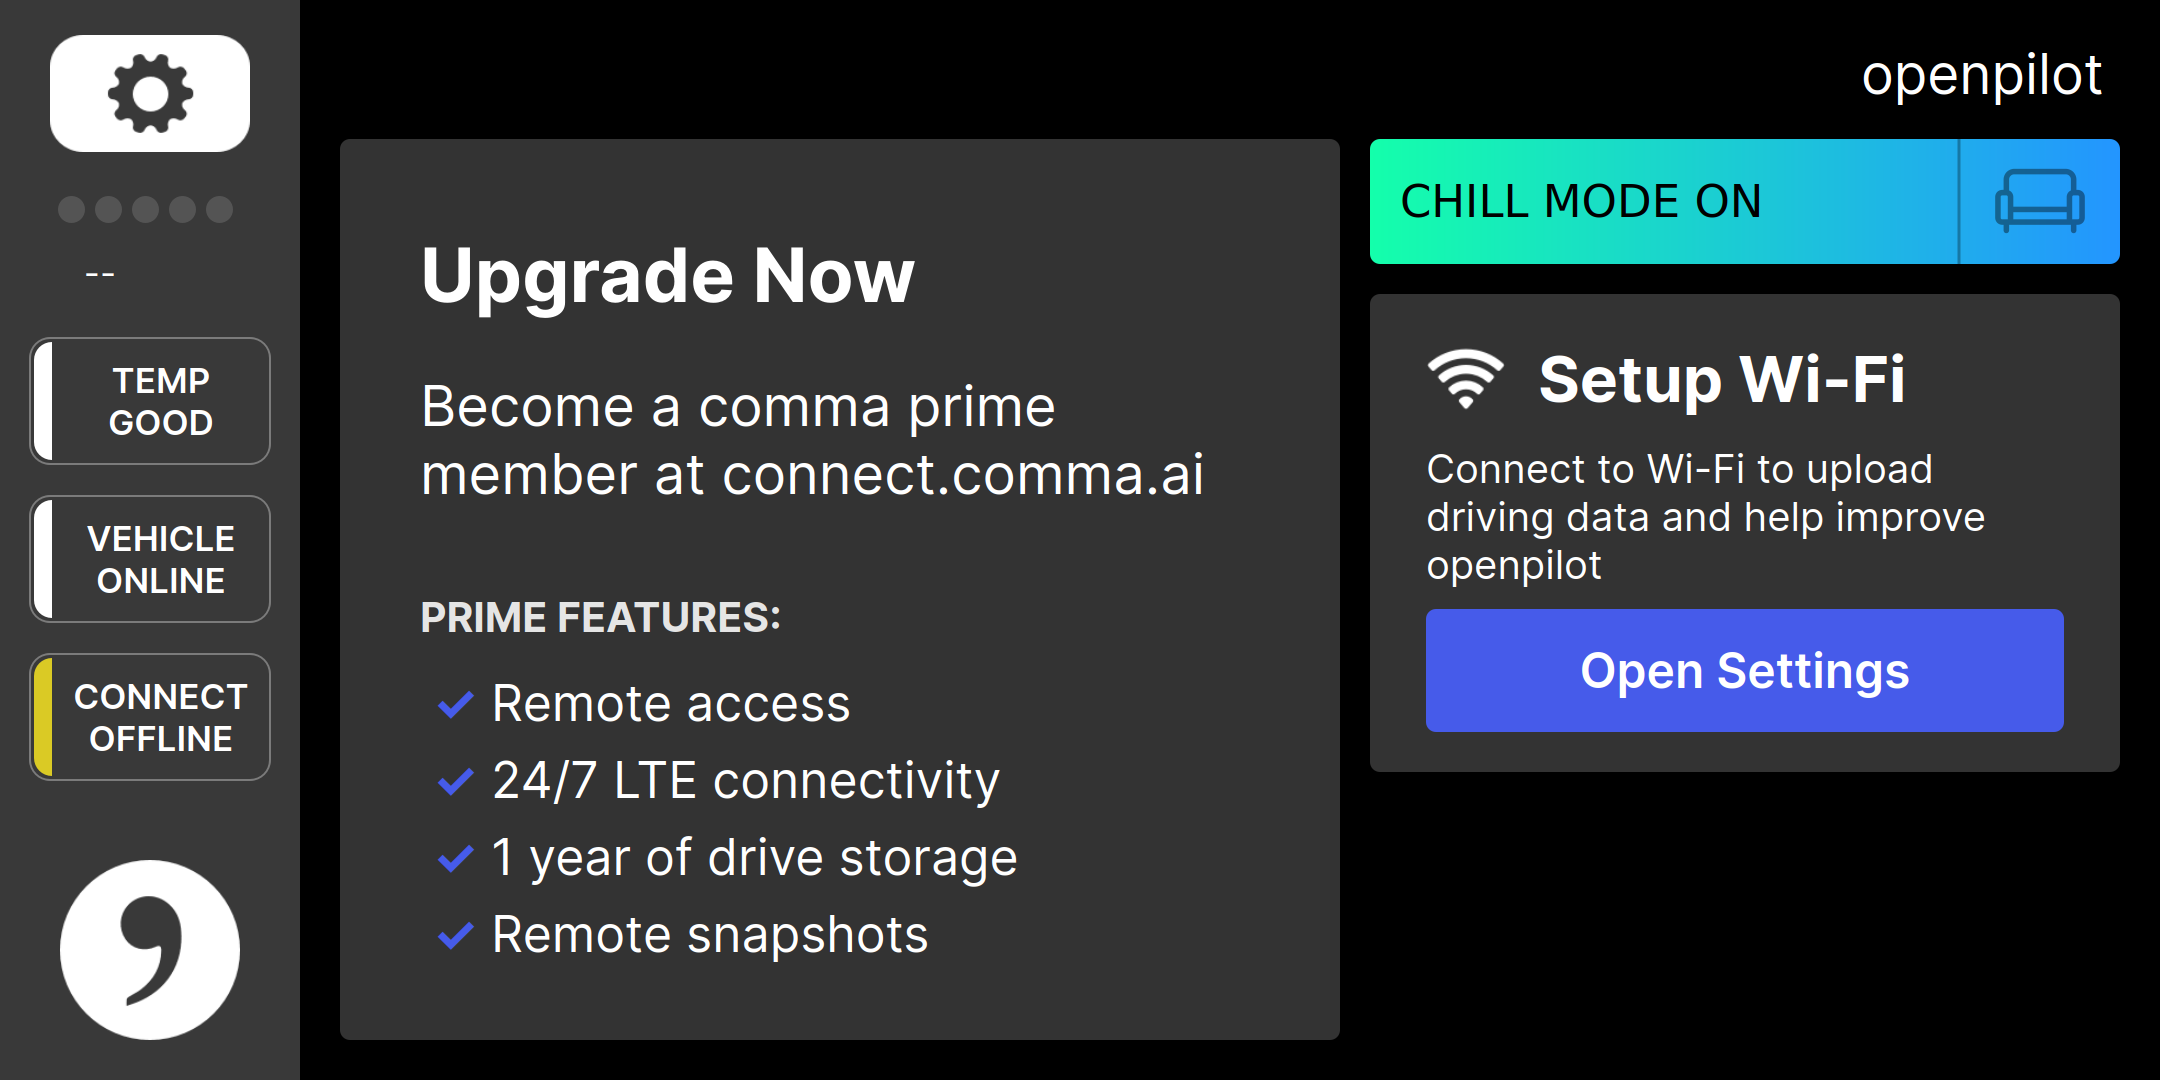 --
TEMP
GOOD
VEHICLE
ONLINE
CONNECT
OFFLINE
openpilot
Upgrade Now
Become a comma prime
member at connect.comma.ai
PRIME FEATURES:
Remote access
24/7 LTE connectivity
1 year of drive storage
Remote snapshots
CHILL MODE ON
Setup Wi-Fi
Connect to Wi-Fi to upload
driving data and help improve
openpilot
Open Settings